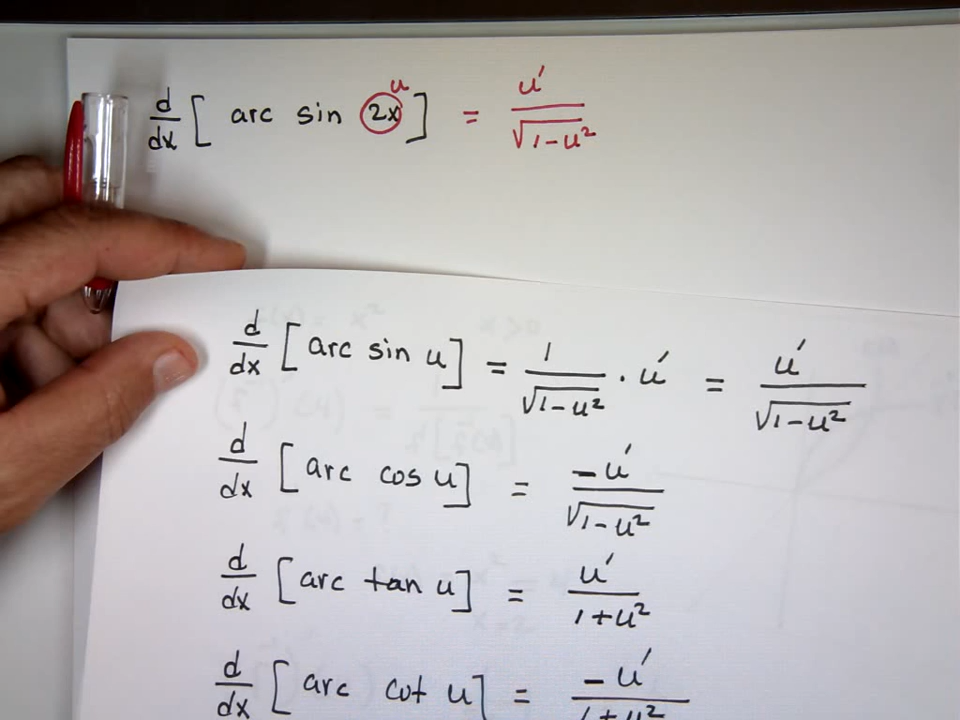 d/dx [ arc sin 2x ] = u'/√(1-u²)
u
d/dx [ arc sin u ] = 1/√(1-u²) · u' = u'/√(1-u²)
d/dx [ arc cos u ] = -u'/√(1-u²)
d/dx [ arc tan u ] = u'/(1+u²)
d/dx [ arc cot u ] = -u'/(1+u²)